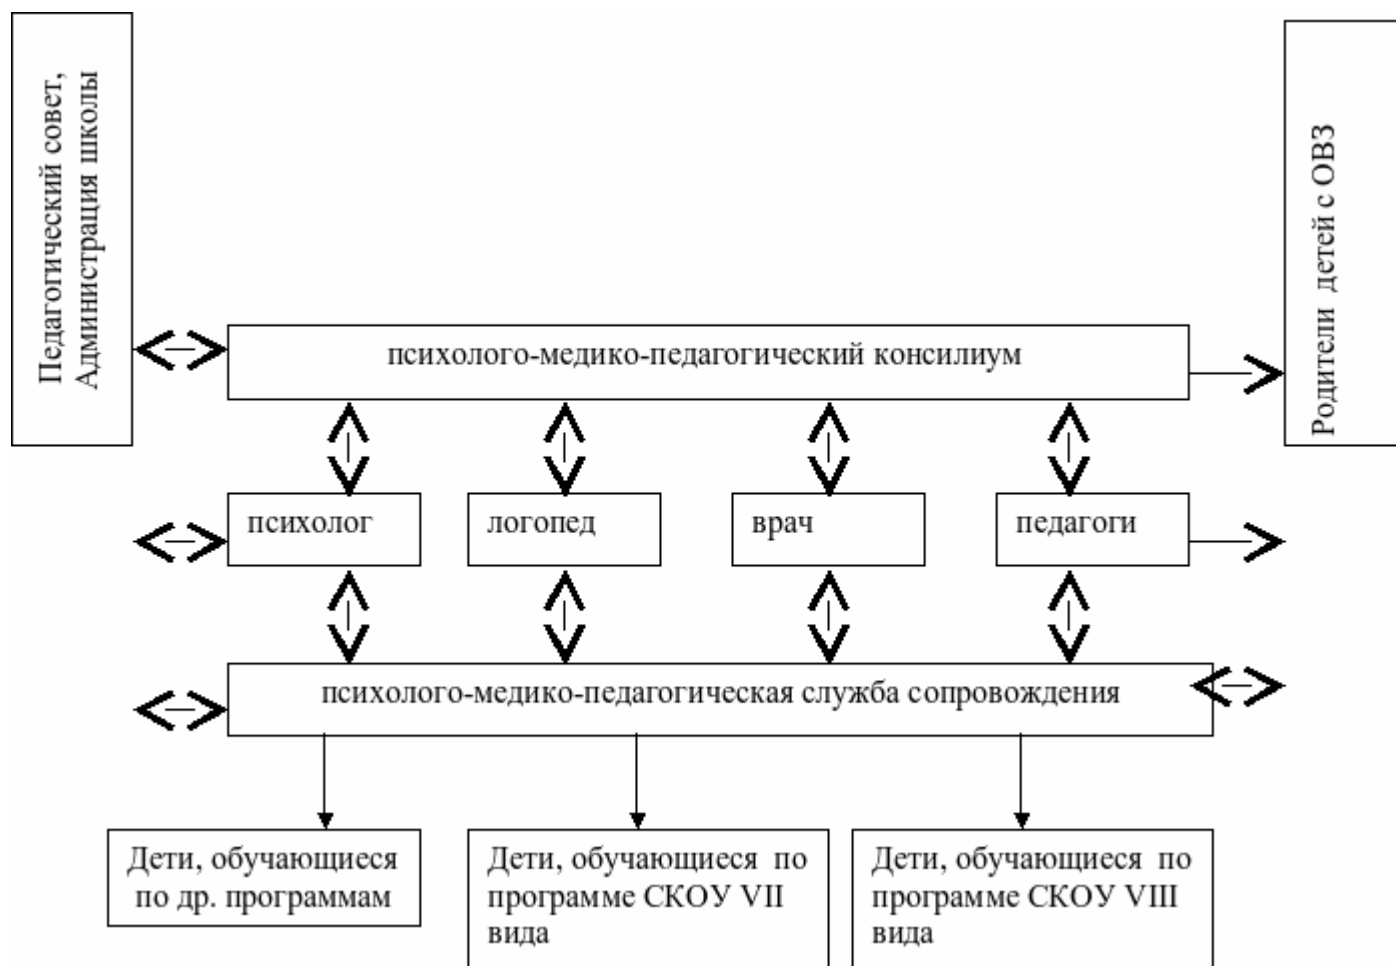 Педагогический совет,
Администрация школы
Родители детей с ОВЗ
психолого-медико-педагогический консилиум
психолог
логопед
врач
педагоги
психолого-медико-педагогическая служба сопровождения
Дети, обучающиеся
по др. программам
Дети, обучающиеся по
программе СКОУ VII
вида
Дети, обучающиеся по
программе СКОУ VIII
вида